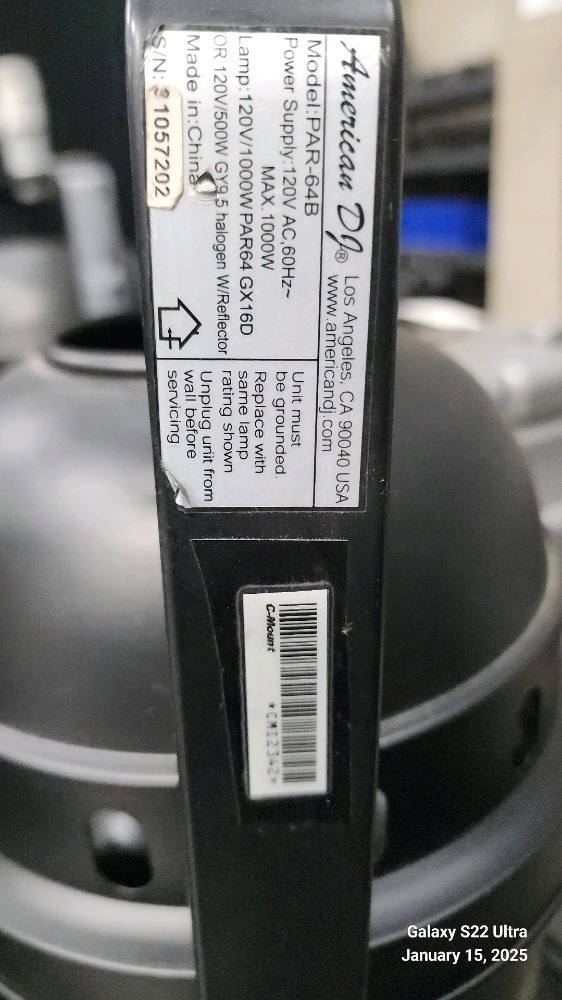 American DJ® Los Angeles, CA 90040 USA
www.americandj.com
Model:PAR-64B
Power Supply:120V AC,60Hz~
MAX.1000W
Lamp:120V/1000W PAR64 GX16D
OR 120V/500W GY9.5 halogen W/Reflector
Made in:China
S/N: 31057202
Unit must
be grounded.
Replace with
same lamp
rating shown
Unplug unit from
wall before
servicing
*CM12342*
C-Mount
Galaxy S22 Ultra
January 15, 2025